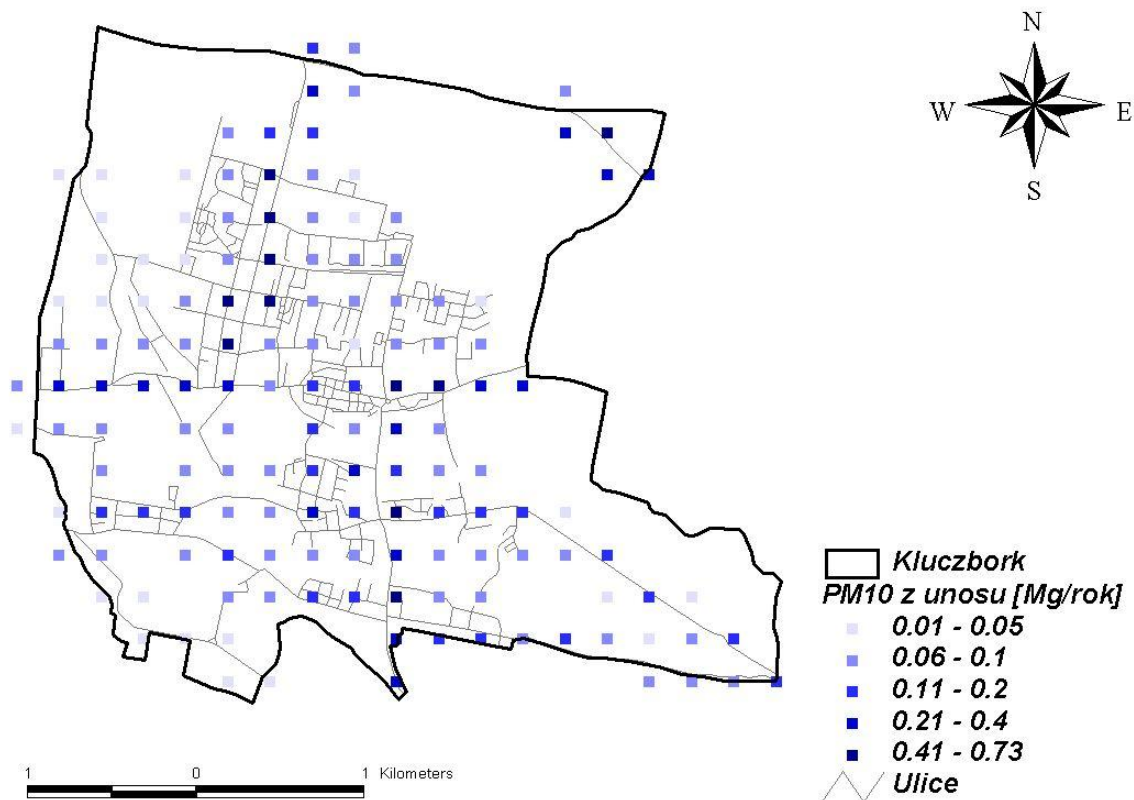 N
W E
S
Kluczbork
PM10 z unosu [Mg/rok]
0.01 - 0.05
0.06 - 0.1
0.11 - 0.2
0.21 - 0.4
0.41 - 0.73
Ulice
1 0 1 Kilometers